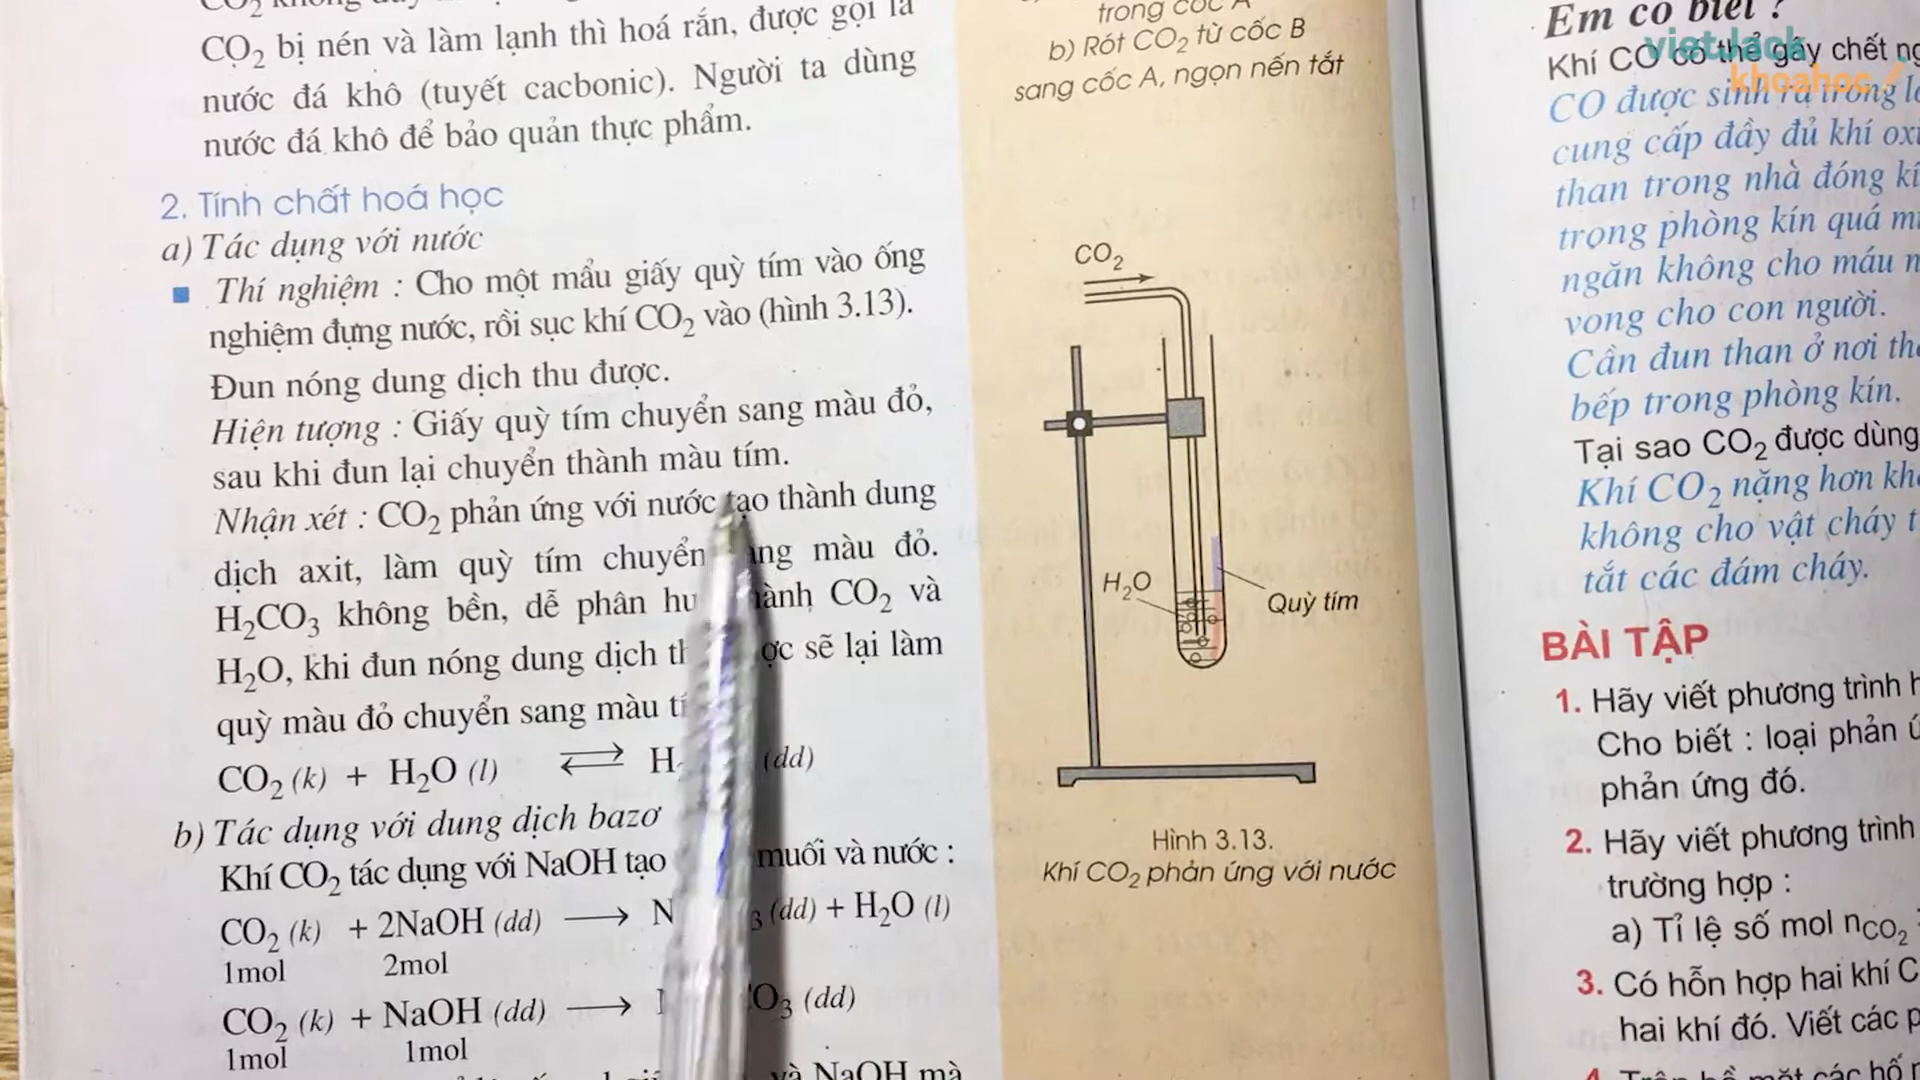 CO₂ bị nén và làm lạnh thì hoá rắn, được gọi là
nước đá khô (tuyết cacbonic). Người ta dùng
nước đá khô để bảo quản thực phẩm.
2. Tính chất hoá học
a) Tác dụng với nước
Thí nghiệm : Cho một mẩu giấy quỳ tím vào ống
nghiệm đựng nước, rồi sục khí CO₂ vào (hình 3.13).
Đun nóng dung dịch thu được.
Hiện tượng : Giấy quỳ tím chuyển sang màu đỏ,
sau khi đun lại chuyển thành màu tím.
Nhận xét : CO₂ phản ứng với nước tạo thành dung
dịch axit, làm quỳ tím chuyển màu đỏ.
H₂CO₃ không bền, dễ phân CO₂ và
H₂O, khi đun nóng dung dịch sẽ lại làm
quỳ màu đỏ chuyển sang màu
CO₂ (k) + H₂O (l) ⇌ (dd)
b) Tác dụng với dung dịch bazơ
Khí CO₂ tác dụng với NaOH tạo muối và nước :
CO₂ (k) + 2NaOH (dd) → (dd) + H₂O (l)
1mol 2mol
CO₂ (k) + NaOH (dd) → (dd)
1mol 1mol
và NaOH mà
trong cốc A
b) Rót CO₂ từ cốc B
sang cốc A, ngọn nến tắt
CO₂
H₂O
Quỳ tím
Hình 3.13.
Khí CO₂ phản ứng với nước
Em có biết ?
vietJack
khoahoc
Khí CO có thể gây chết
CO được sinh ra trong
cung cấp đầy đủ khí
than trong nhà đóng
trong phòng kín quá
ngăn không cho máu
vong cho con người.
Cần đun than ở nơi
bếp trong phòng kín.
Tại sao CO₂ được dùng
Khí CO₂ nặng hơn
không cho vật cháy
tắt các đám cháy.
BÀI TẬP
1. Hãy viết phương trình
Cho biết : loại phản
phản ứng đó.
2. Hãy viết phương trình
trường hợp :
a) Tỉ lệ số mol nCO₂
3. Có hỗn hợp hai khí
hai khí đó. Viết các